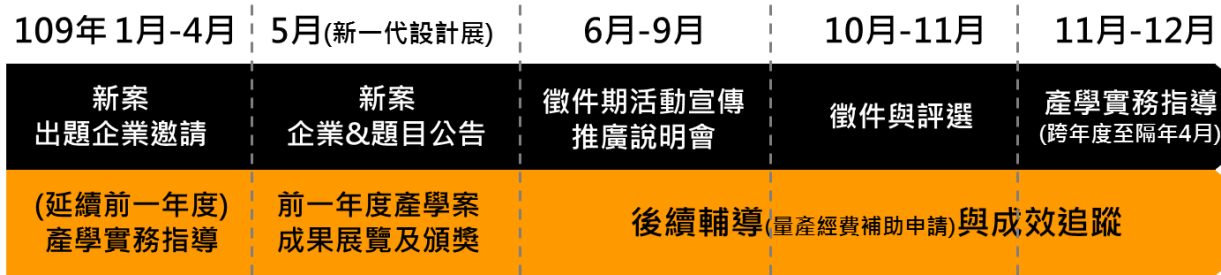 109年 1月-4月
5月(新一代設計展)
6月-9月
10月-11月
11月-12月
新案
出題企業邀請
新案
企業&題目公告
徵件期活動宣傳
推廣說明會
徵件與評選
產學實務指導
(跨年度至隔年4月)
(延續前一年度)
產學實務指導
前一年度產學案
成果展覽及頒獎
後續輔導(量產經費補助申請)與成效追蹤